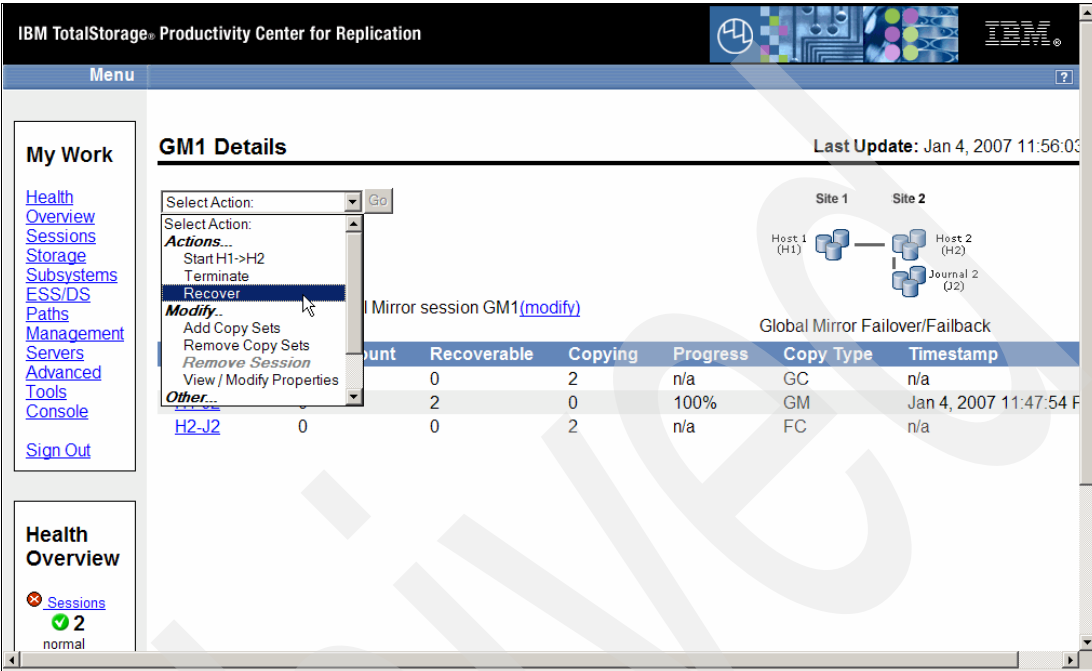 IBM TotalStorage® Productivity Center for Replication
IBM®
Menu
?
My Work
Health
Overview
Sessions
Storage
Subsystems
ESS/DS
Paths
Management
Servers
Advanced
Tools
Console
Sign Out
Health
Overview
Sessions
2
normal
GM1 Details
Last Update: Jan 4, 2007 11:56:03
Select Action:
Go
Select Action:
Actions...
Start H1->H2
Terminate
Recover
Modify..
Add Copy Sets
Remove Copy Sets
Remove Session
View / Modify Properties
Other...
Mirror session GM1(modify)
Site 1 Site 2
Host 1
(H1)
Host 2
(H2)
Journal 2
(J2)
Global Mirror Failover/Failback
Recoverable Copying Progress Copy Type Timestamp
0 2 n/a GC n/a
2 0 100% GM Jan 4, 2007 11:47:54
H2-J2 0 0 2 n/a FC n/a